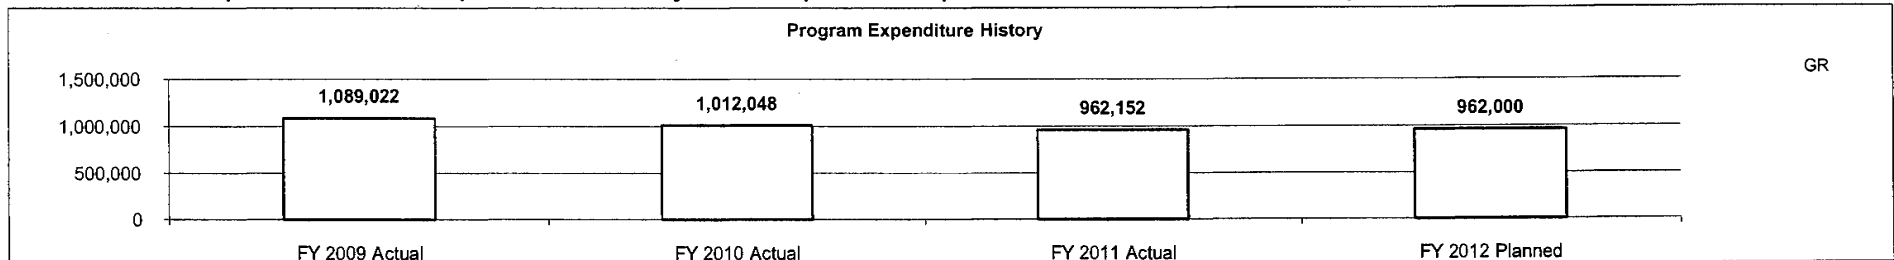 Program Expenditure History
GR
1,500,000
1,089,022 1,012,048 962,152 962,000
1,000,000
500,000
0
FY 2009 Actual FY 2010 Actual FY 2011 Actual FY 2012 Planned